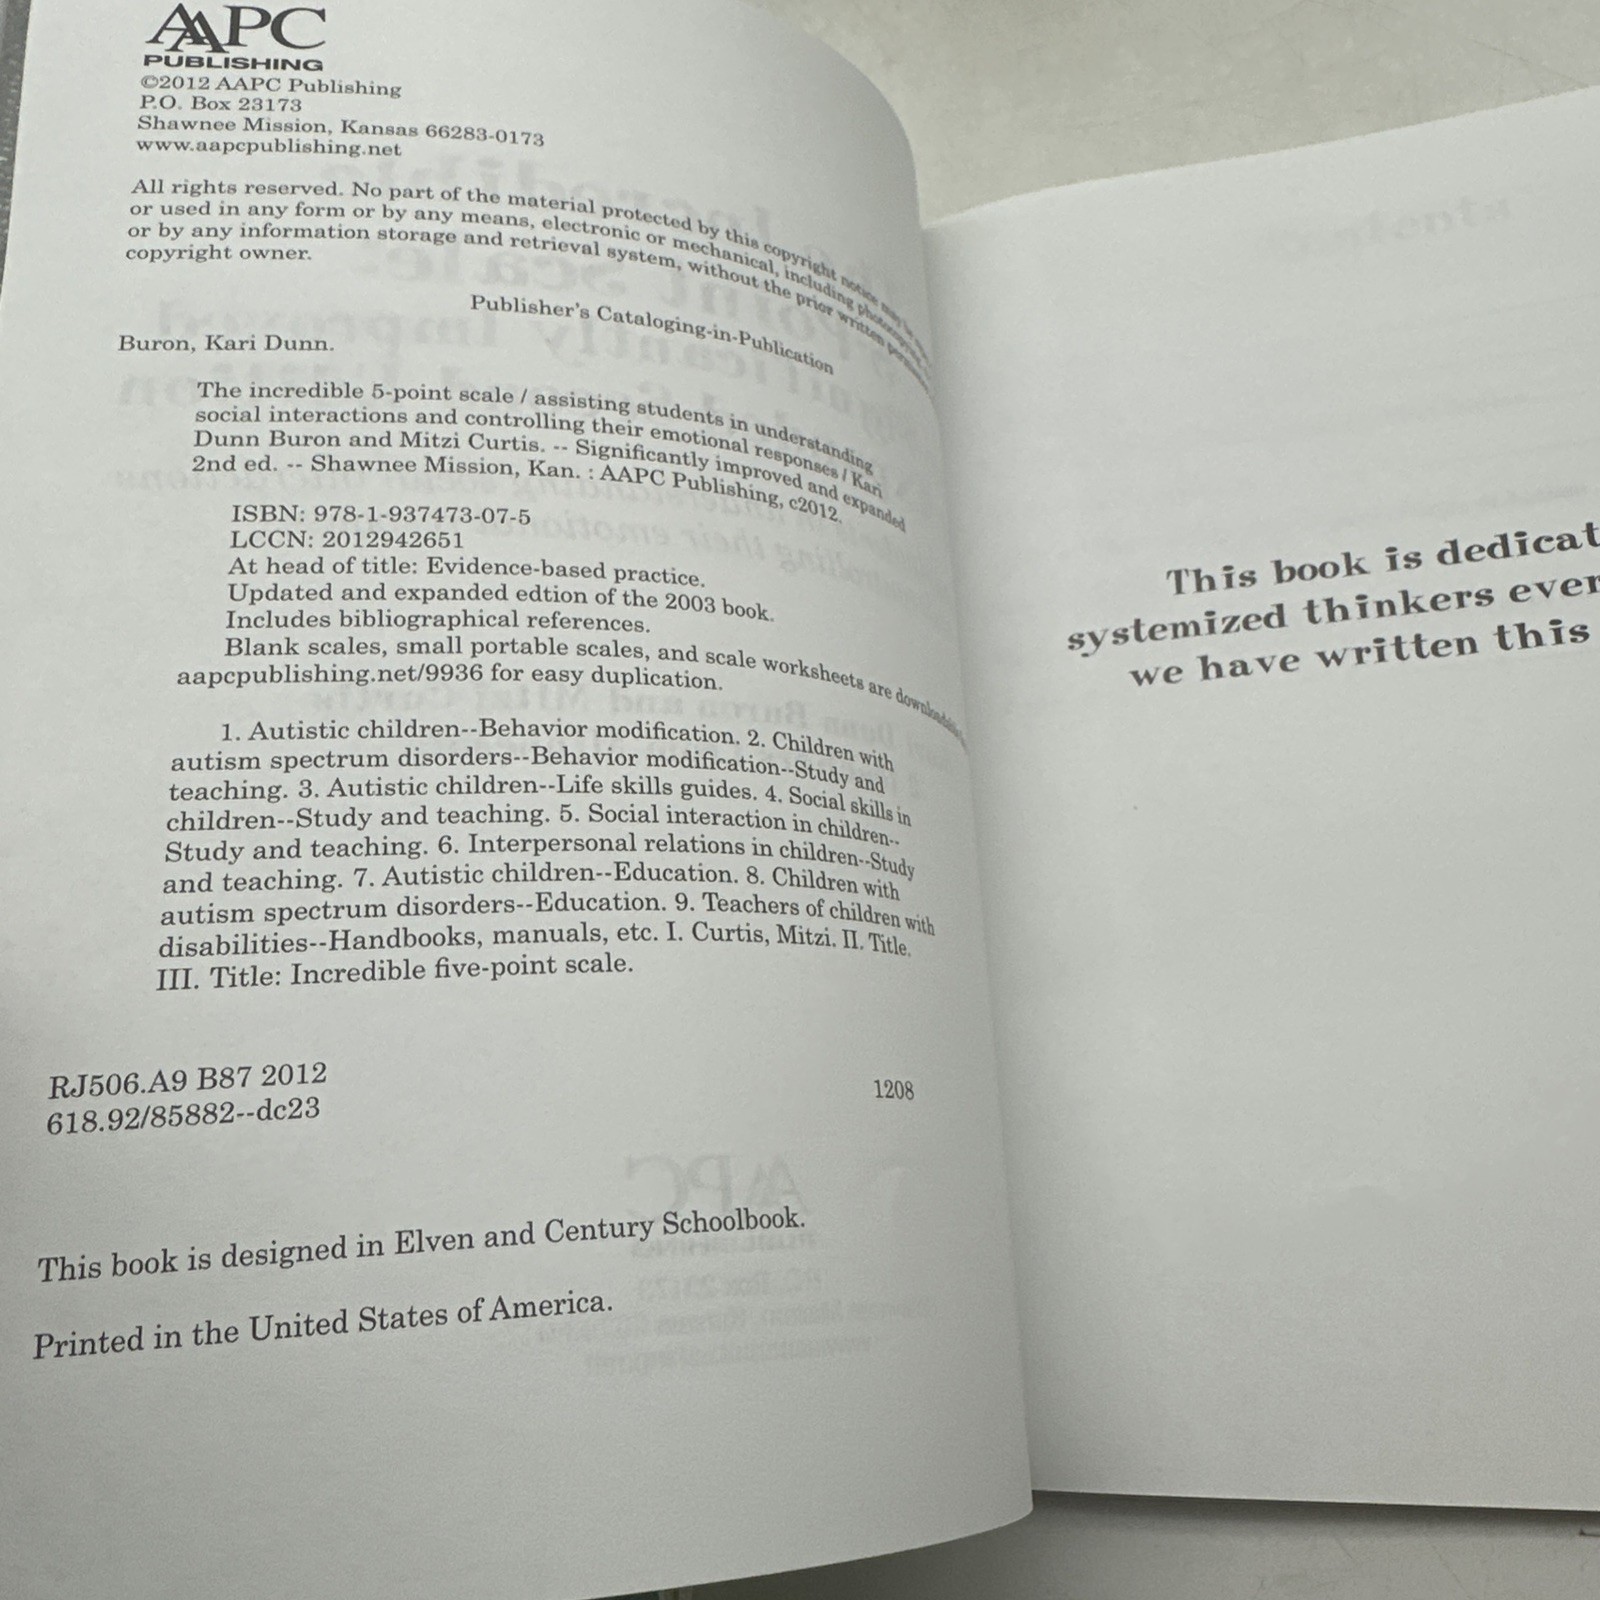 AAPC
PUBLISHING
©2012 AAPC Publishing
P.O. Box 23173
Shawnee Mission, Kansas 66283-0173
www.aapcpublishing.net
All rights reserved. No part of the material protected by this copyright notice may be
or used in any form or by any means, electronic or mechanical, including
or by any information storage and retrieval system, without the prior written
copyright owner.
Publisher's Cataloging-in-Publication
Buron, Kari Dunn.
The incredible 5-point scale / assisting students in understanding
social interactions and controlling their emotional responses / Kari
Dunn Buron and Mitzi Curtis. -- Significantly improved and expanded
2nd ed. -- Shawnee Mission, Kan. : AAPC Publishing, c2012.
ISBN: 978-1-937473-07-5
LCCN: 2012942651
At head of title: Evidence-based practice.
Updated and expanded edtion of the 2003 book.
Includes bibliographical references.
Blank scales, small portable scales, and scale worksheets are
aapcpublishing.net/9936 for easy duplication.
1. Autistic children--Behavior modification. 2. Children with
autism spectrum disorders--Behavior modification--Study and
teaching. 3. Autistic children--Life skills guides. 4. Social skills in
children--Study and teaching. 5. Social interaction in children--
Study and teaching. 6. Interpersonal relations in children--Study
and teaching. 7. Autistic children--Education. 8. Children with
autism spectrum disorders--Education. 9. Teachers of children with
disabilities--Handbooks, manuals, etc. I. Curtis, Mitzi. II. Title.
III. Title: Incredible five-point scale.
RJ506.A9 B87 2012
618.92/85882--dc23
1208
This book is designed in Elven and Century Schoolbook.
Printed in the United States of America.
This book is dedicat
systemized thinkers ever
we have written this